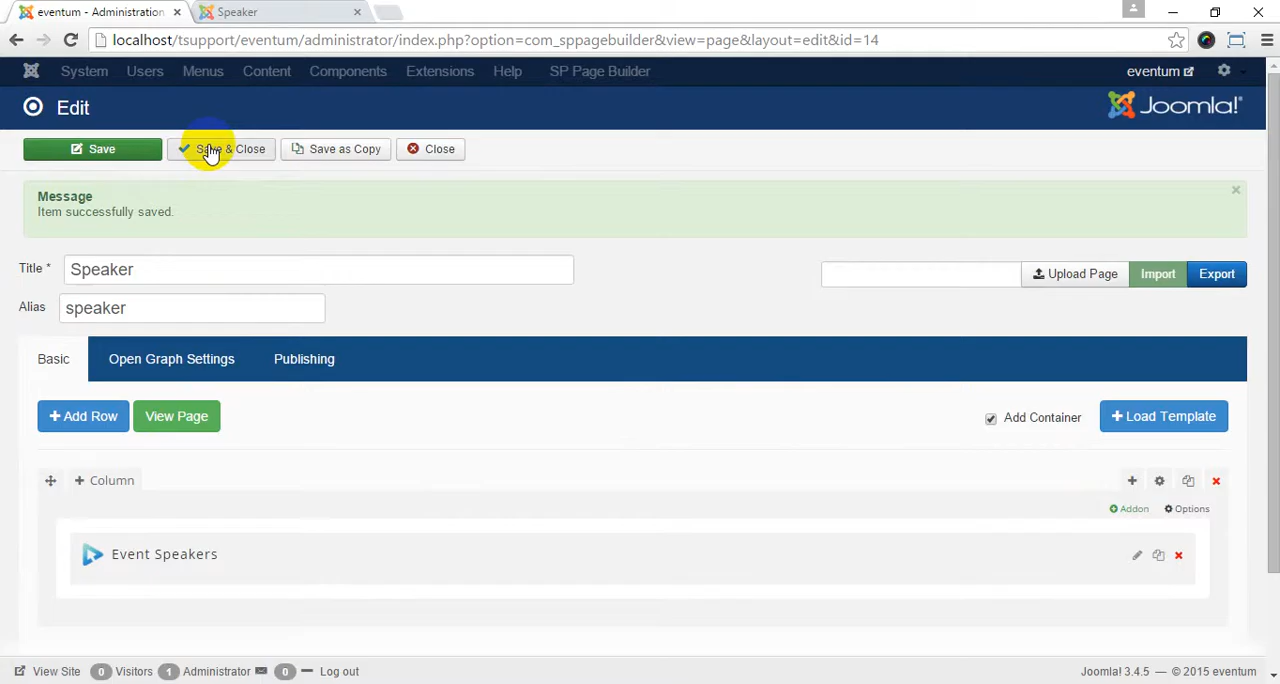 eventum - Administration
Speaker
localhost/tsupport/eventum/administrator/index.php?option=com_sppagebuilder&view=page&layout=edit&id=14
System Users Menus Content Components Extensions Help SP Page Builder eventum
Edit Joomla!
Save Save & Close Save as Copy Close
Message
Item successfully saved.
Title * Speaker Upload Page Import Export
Alias speaker
Basic Open Graph Settings Publishing
+ Add Row View Page Add Container + Load Template
+ Column
Addon Options
Event Speakers
View Site 0 Visitors 1 Administrator 0 Log out Joomla! 3.4.5 — © 2015 eventum